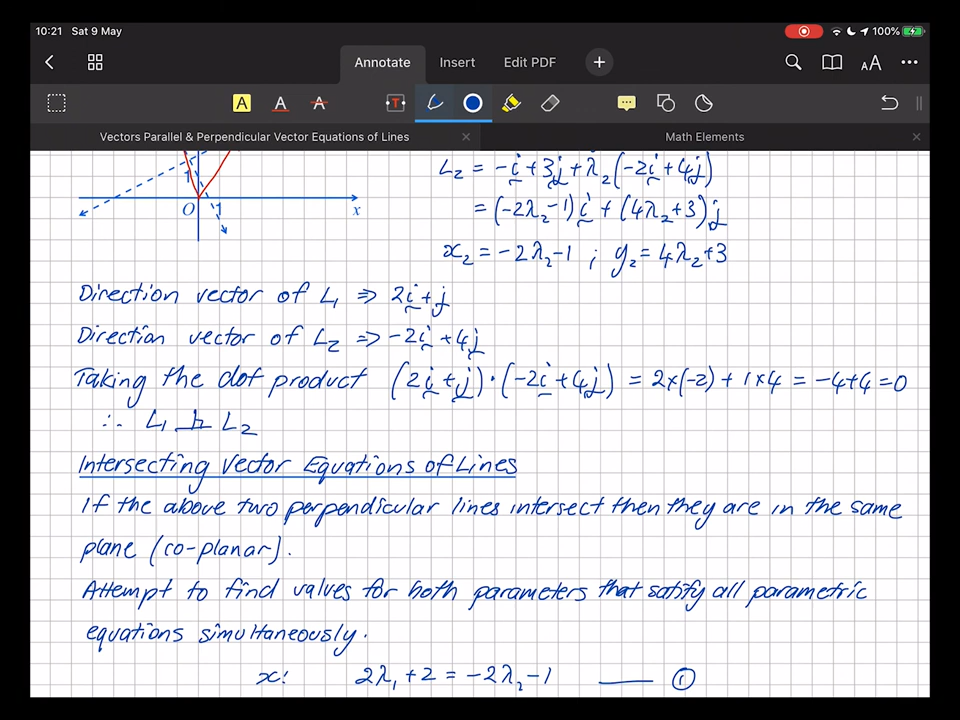 10:21 Sat 9 May 100%
Annotate Insert Edit PDF
Vectors Parallel & Perpendicular Vector Equations of Lines
Math Elements
L₂ = -i + 3j + λ₂(-2i + 4j)
= (-2λ₂-1)i + (4λ₂+3)j
x₂ = -2λ₂-1 ; y₂ = 4λ₂+3
1
O 1 x
Direction vector of L₁ ⇒ 2i + j
Direction vector of L₂ ⇒ -2i + 4j
Taking the dot product (2i + j)·(-2i + 4j) = 2×(-2) + 1×4 = -4+4 = 0
∴ L₁ ⊥ L₂
Intersecting Vector Equations of Lines
If the above two perpendicular lines intersect then they are in the same
plane (co-planar).
Attempt to find values for both parameters that satify all parametric
equations simultaneously.
x: 2λ₁ + 2 = -2λ₂ - 1 —— ①